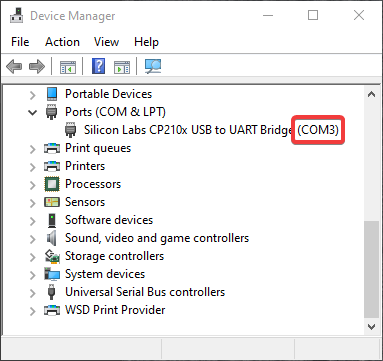 Device Manager
File Action View Help
Portable Devices
Ports (COM & LPT)
Silicon Labs CP210x USB to UART Bridge (COM3)
Print queues
Printers
Processors
Sensors
Software devices
Sound, video and game controllers
Storage controllers
System devices
Universal Serial Bus controllers
WSD Print Provider